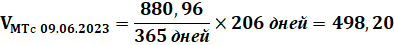 V_МТс 09.06.2023 = 880,96 / 365 дней × 206 дней = 498,20